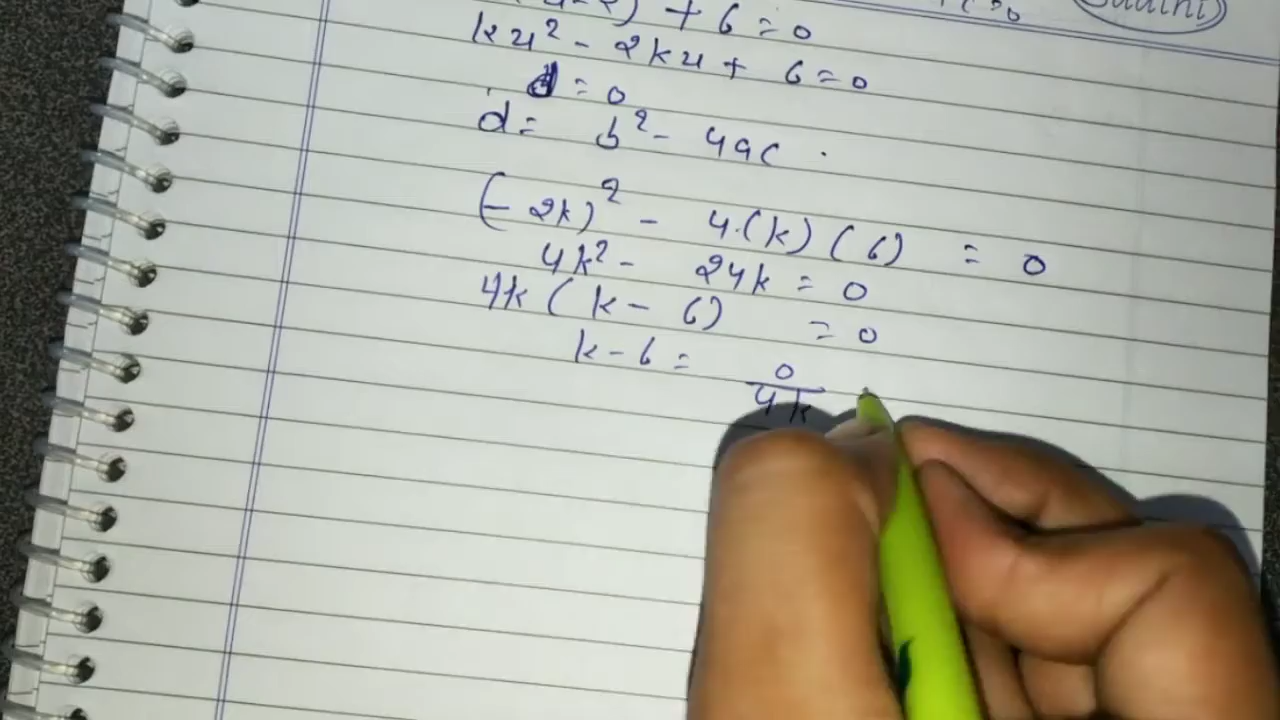 + 6 = 0
kx² - 2kx + 6 = 0
d = 0
d = b² - 4ac .
(- 2k)² - 4.(k) (6) = 0
4k² - 24k = 0
4k ( k - 6) = 0
k - 6 = 0/4k